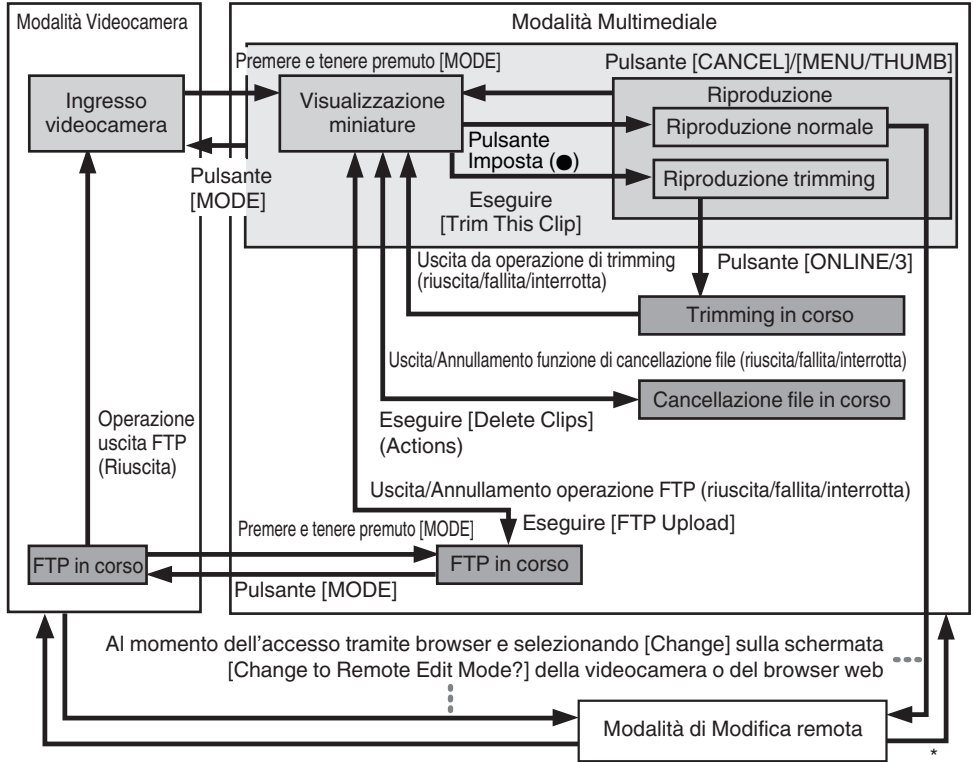 Modalità Videocamera
Modalità Multimediale
Premere e tenere premuto [MODE]
Pulsante [CANCEL]/[MENU/THUMB]
Ingresso
videocamera
Visualizzazione
miniature
Riproduzione
Riproduzione normale
Pulsante
Imposta (●)
Riproduzione trimming
Pulsante
[MODE]
Eseguire
[Trim This Clip]
Uscita da operazione di trimming
(riuscita/fallita/interrotta)
Pulsante [ONLINE/3]
Trimming in corso
Uscita/Annullamento funzione di cancellazione file (riuscita/fallita/interrotta)
Cancellazione file in corso
Eseguire [Delete Clips]
(Actions)
Operazione
uscita FTP
(Riuscita)
Uscita/Annullamento operazione FTP (riuscita/fallita/interrotta)
Eseguire [FTP Upload]
Premere e tenere premuto [MODE]
FTP in corso
FTP in corso
Pulsante [MODE]
Al momento dell'accesso tramite browser e selezionando [Change] sulla schermata
[Change to Remote Edit Mode?] della videocamera o del browser web
Modalità di Modifica remota
*